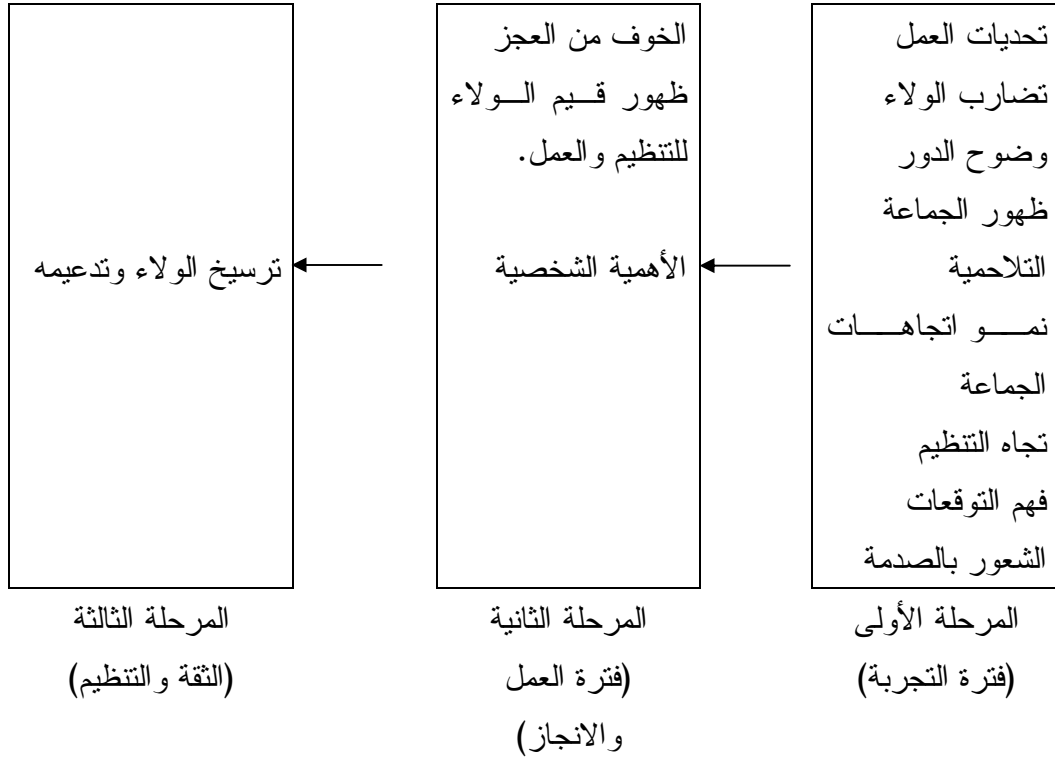 تحديات العمل
تضارب الولاء
وضوح الدور
ظهور الجماعة
التلاحمية
نمو اتجاهات
الجماعة
تجاه التنظيم
فهم التوقعات
الشعور بالصدمة
المرحلة الأولى
(فترة التجربة)
الخوف من العجز
ظهور قيم الولاء
للتنظيم والعمل.
الأهمية الشخصية
المرحلة الثانية
(فترة العمل
والانجاز)
ترسيخ الولاء وتدعيمه
المرحلة الثالثة
(الثقة والتنظيم)